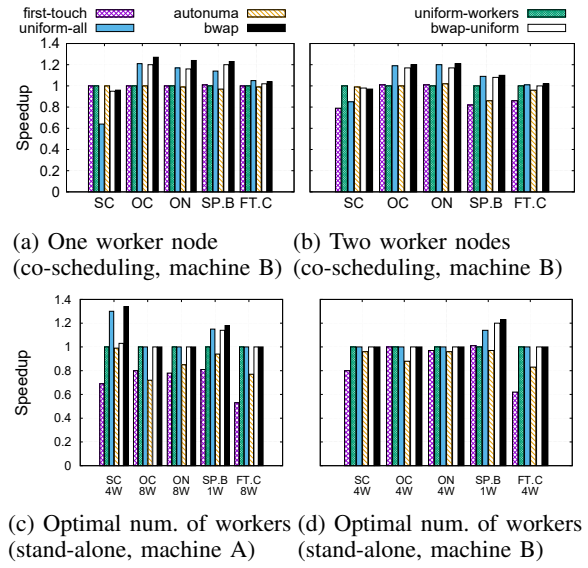 first-touch autonuma uniform-workers
uniform-all bwap bwap-uniform
Speedup
1.4
1.2
1
0.8
0.6
0.4
0.2
0
SC OC ON SP.B FT.C
SC OC ON SP.B FT.C
(a) One worker node (b) Two worker nodes
(co-scheduling, machine B) (co-scheduling, machine B)
Speedup
1.4
1.2
1
0.8
0.6
0.4
0.2
0
SC OC ON SP.B FT.C
4W 8W 8W 1W 8W
SC OC ON SP.B FT.C
4W 4W 4W 1W 4W
(c) Optimal num. of workers (d) Optimal num. of workers
(stand-alone, machine A) (stand-alone, machine B)